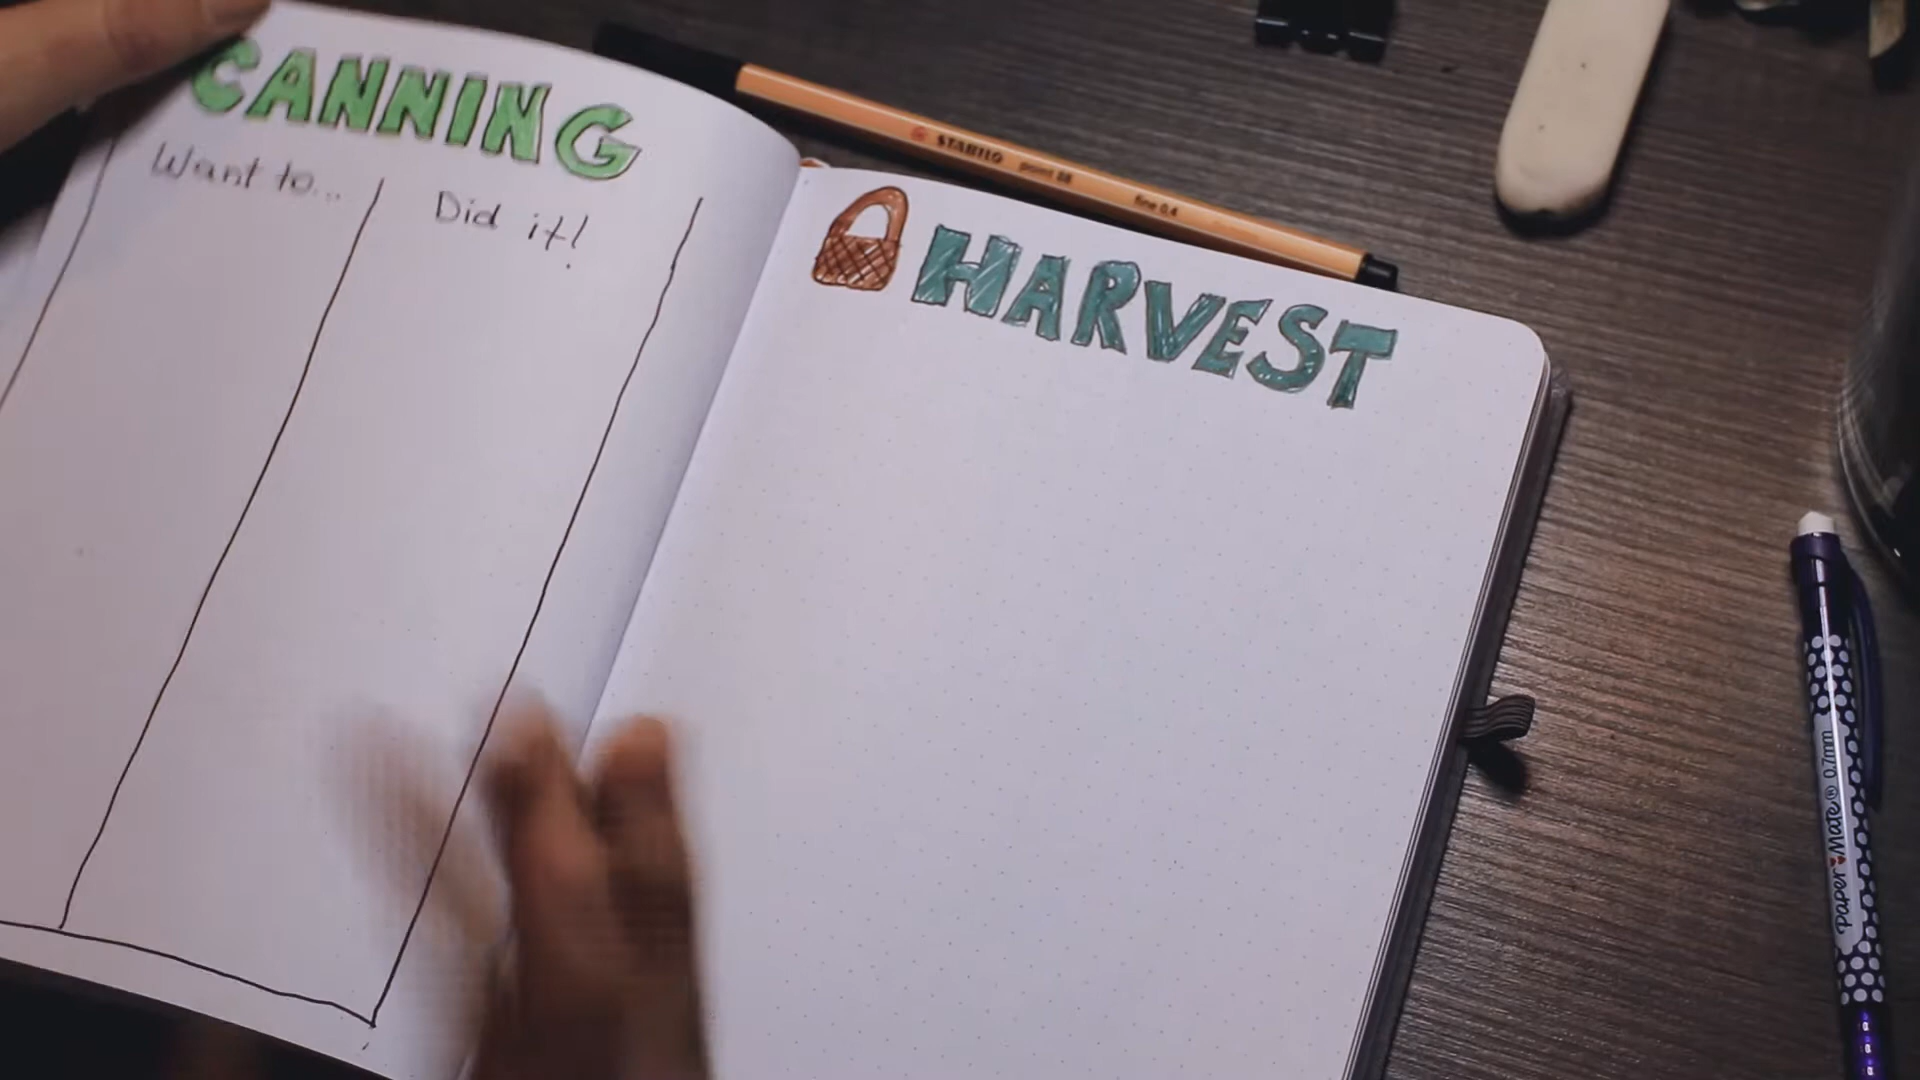 CANNING
Want to...
Did it!
HARVEST
STABILO point 88 fine 0.4
Paper Mate® 0.7mm